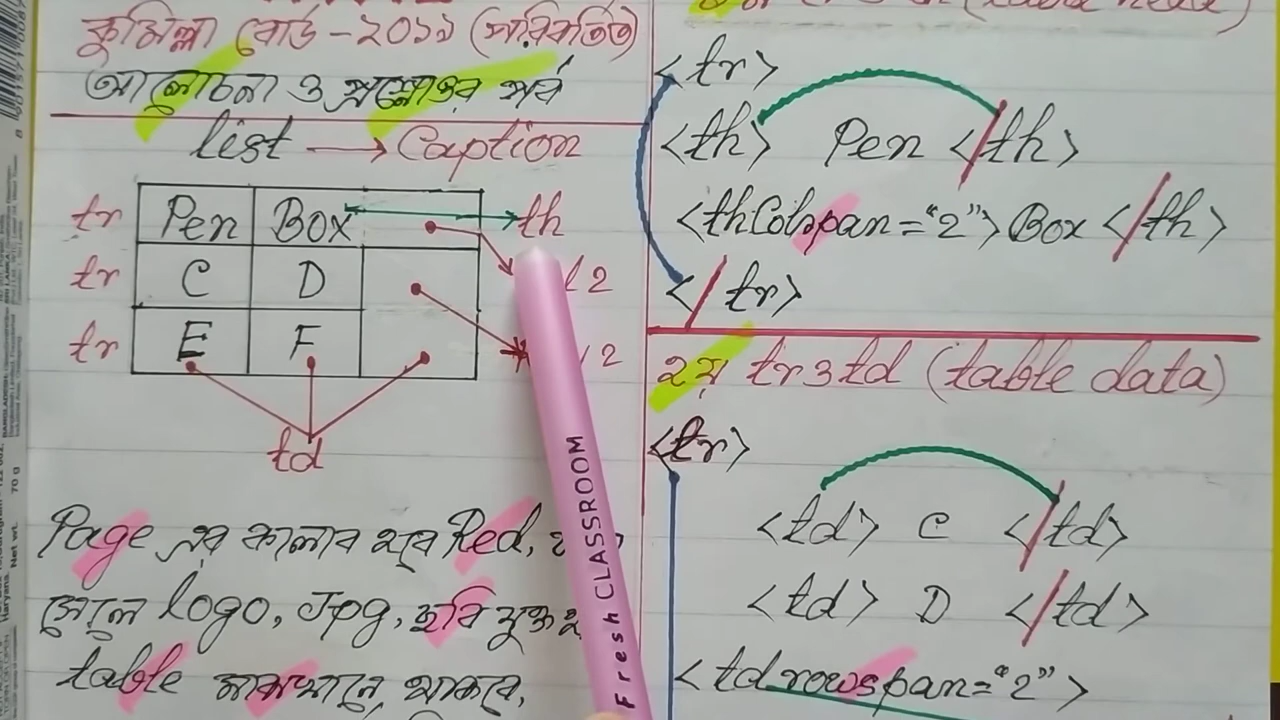 কুমিল্লা বোর্ড - ২০১৯ (পরিবর্তিত)
আলোচনা ও প্রশ্নোত্তর পর্ব
list → Caption
tr Pen Box th
tr C D 2
tr E F 2
td
Page এর কালার হবে Red,
সেলে logo, Jpg, ছবি যুক্ত
table মাঝখানে থাকবে,
<tr>
<th> Pen </th>
<th Colspan="2"> Box </th>
</tr>
২য় tr ও td (table data)
<tr>
<td> C </td>
<td> D </td>
<td rowspan="2">
Fresh CLASSROOM